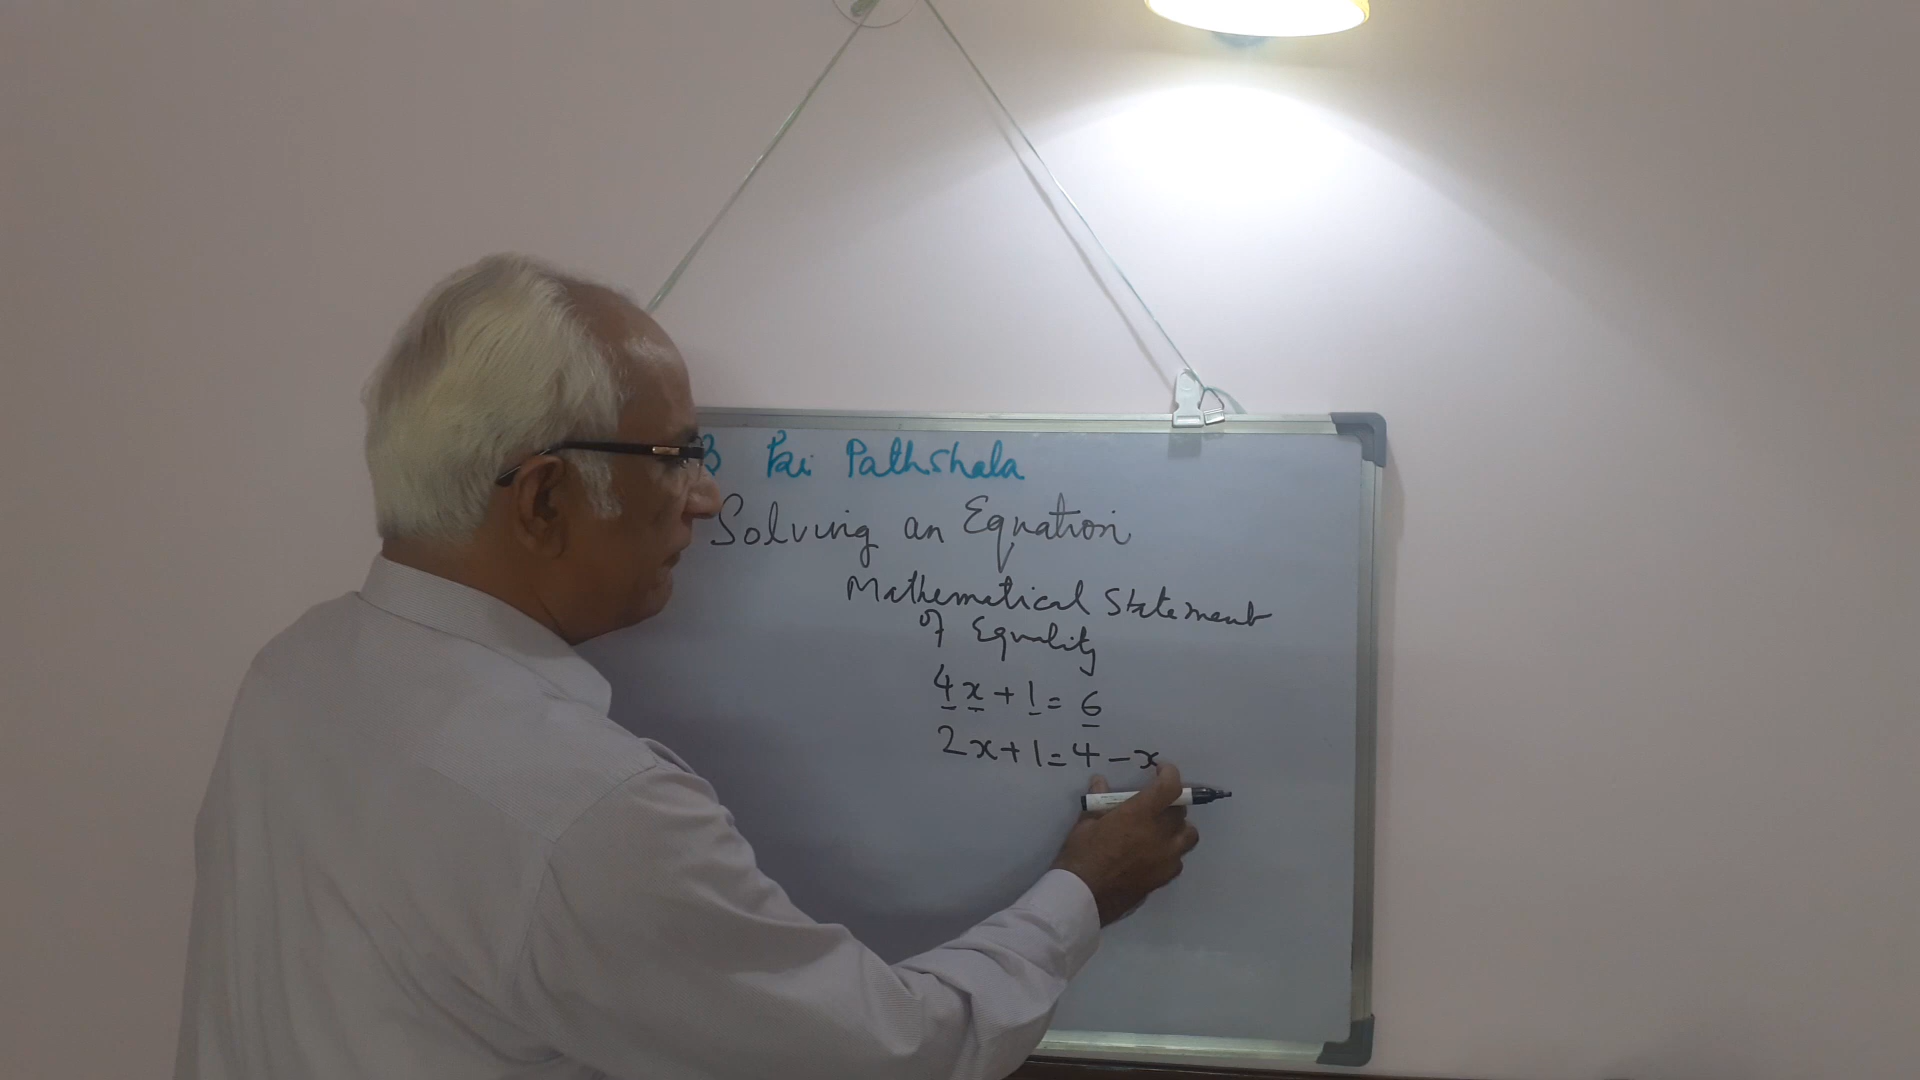 Pai Pathshala
Solving an Equation
Mathematical Statement
of Equality
4x + 1 = 6
2x + 1 = 4 - x